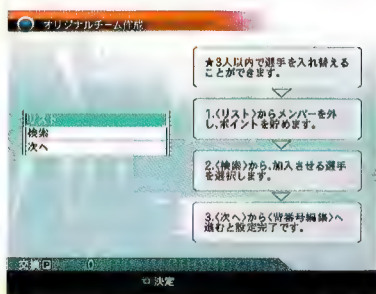 オリジナルチーム作成
★3人以内で選手を入れ替える
ことができます。
リスト
検索
次へ
1.〈リスト〉からメンバーを外
し、ポイントを貯めます。
2.〈検索〉から、加入させる選手
を選択します。
3.〈次へ〉から〈背番号編集〉へ
進むと設定完了です。
交換P 0
決定